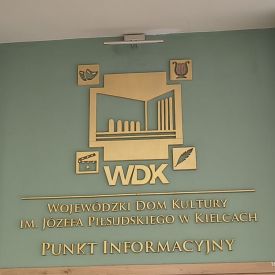 WDK
WOJEWÓDZKI DOM KULTURY
IM. JÓZEFA PIŁSUDSKIEGO W KIELCACH
PUNKT INFORMACYJNY